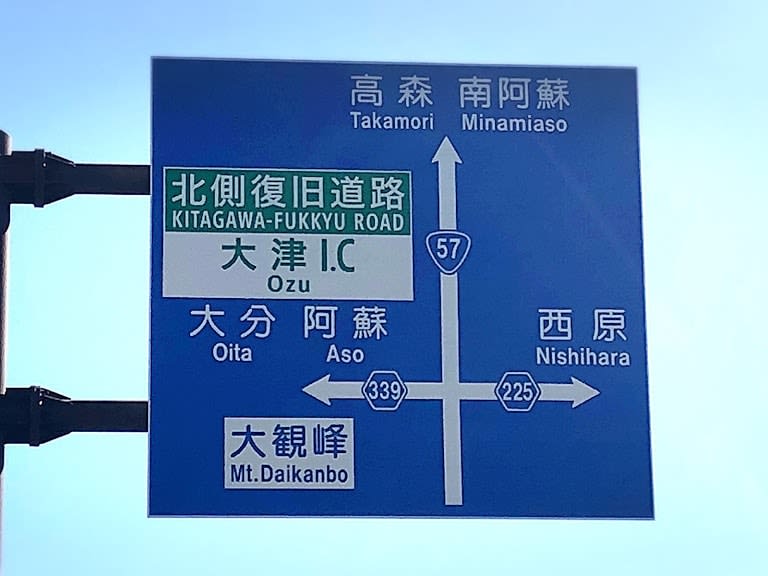 高森 南阿蘇
Takamori Minamiaso
北側復旧道路
KITAGAWA-FUKKYU ROAD
大津 I.C
Ozu
57
大分 阿蘇
Oita Aso
西原
Nishihara
339
225
大観峰
Mt.Daikanbo